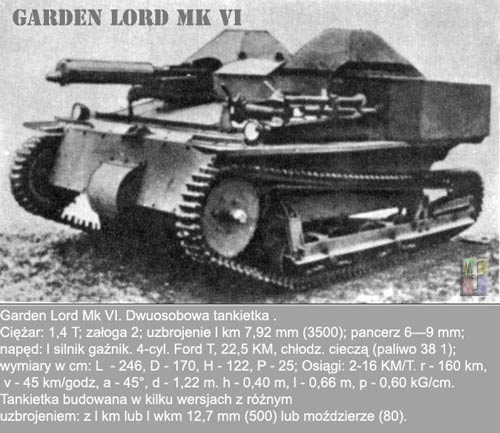 GARDEN LORD MK VI
Garden Lord Mk VI. Dwuosobowa tankietka .
Ciężar: 1,4 T; załoga 2; uzbrojenie l km 7,92 mm (3500); pancerz 6—9 mm;
napęd: I silnik gaźnik. 4-cyl. Ford T, 22,5 KM, chłodz. cieczą (paliwo 38 1);
wymiary w cm: L - 246, D - 170, H - 122, P - 25; Osiągi: 2-16 KM/T. r - 160 km,
v - 45 km/godz, a - 45°, d - 1,22 m. h - 0,40 m, l - 0,66 m, p - 0,60 kG/cm.
Tankietka budowana w kilku wersjach z różnym
uzbrojeniem: z l km lub l wkm 12,7 mm (500) lub moździerze (80).